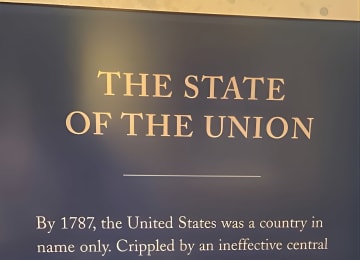 THE STATE
OF THE UNION
By 1787, the United States was a country in
name only. Crippled by an ineffective central